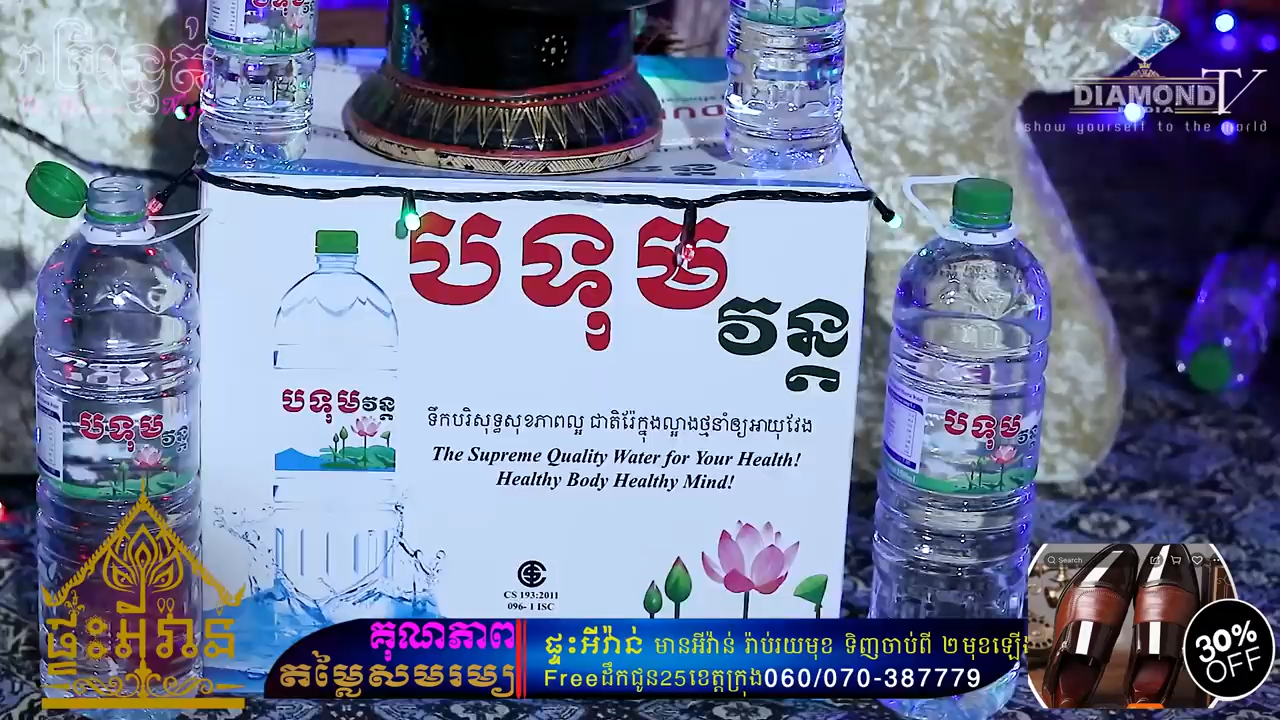 DIAMOND TV
MEDIA
show yourself to the world
បទុម
វន្ត
បទុមវន្ត
ទឹកបរិសុទ្ធសុខភាពល្អ ជាតិរ៉ែក្នុងល្អាងថ្មនាំឲ្យអាយុវែង
The Supreme Quality Water for Your Health!
Healthy Body Healthy Mind!
បទុមវន្ត
បទុមវន្ត
CS 193:2011
096- 1 ISC
ផ្ទះអីវ៉ាន់
គុណភាព
តម្លៃសមរម្យ
ផ្ទះអីវ៉ាន់ មានអីវ៉ាន់ រ៉ាប់រយមុខ ទិញចាប់ពី ២មុខឡើង
Freeដឹកជូន25ខេត្តក្រុង060/070-387779
Search
30%
OFF